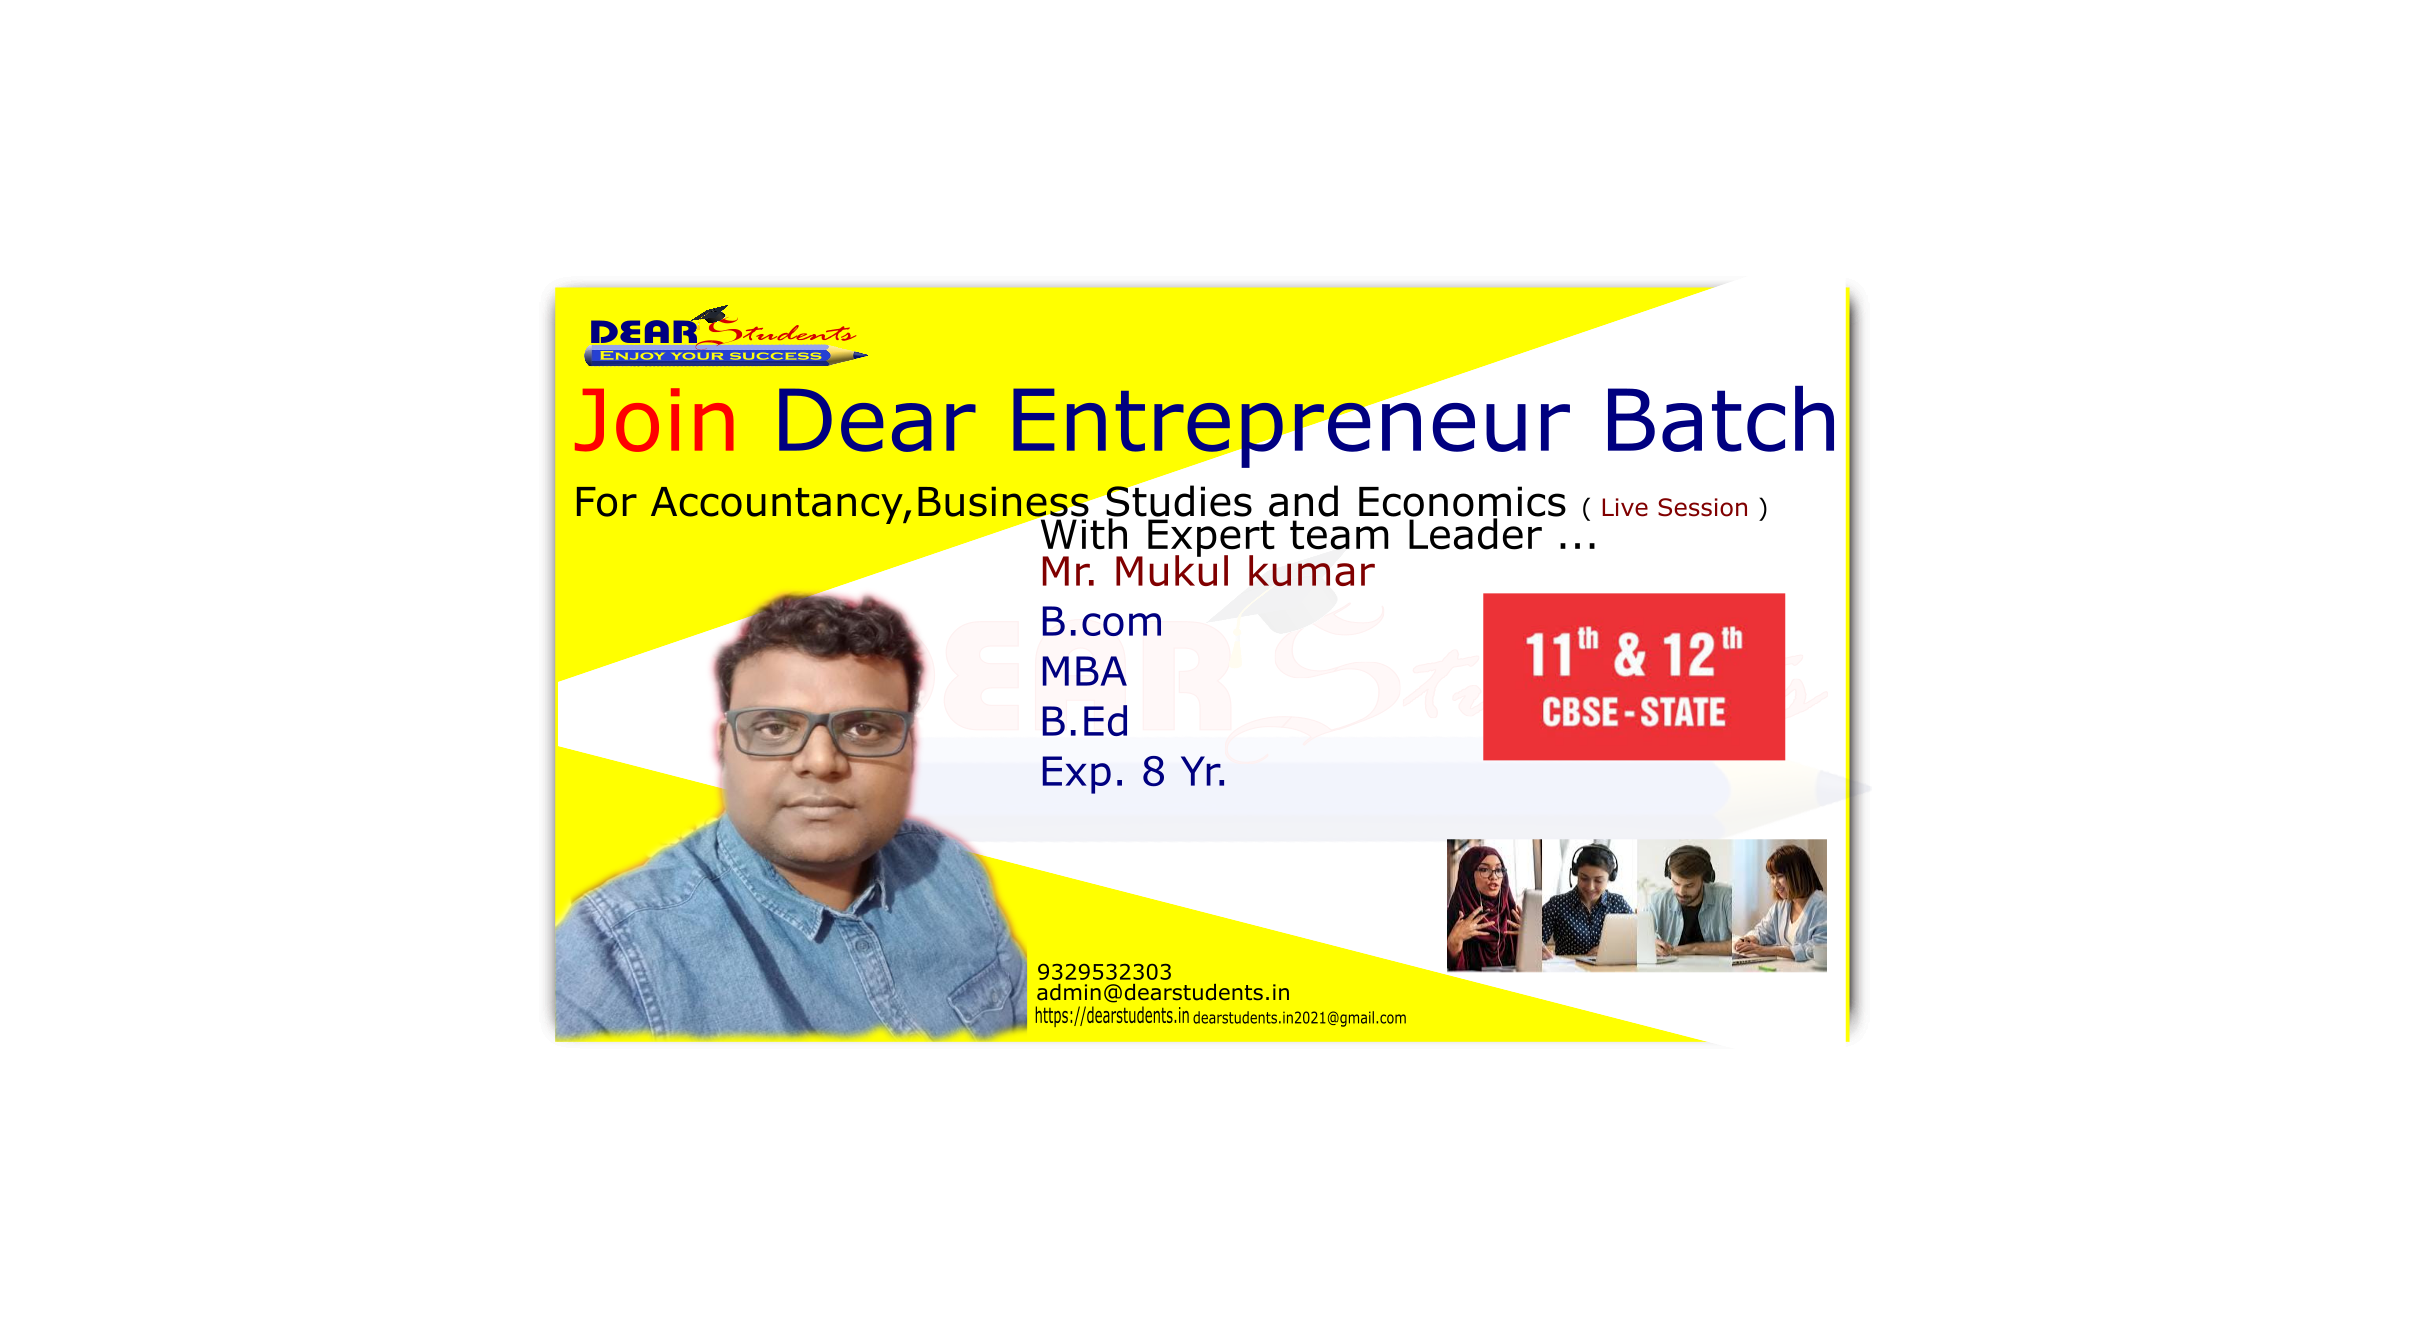 DEAR Students
ENJOY YOUR SUCCESS
Join Dear Entrepreneur Batch
For Accountancy,Business Studies and Economics ( Live Session )
With Expert team Leader ...
Mr. Mukul kumar
B.com
MBA
B.Ed
Exp. 8 Yr.
11th & 12th
CBSE - STATE
DEAR Students
9329532303
admin@dearstudents.in
https://dearstudents.in dearstudents.in2021@gmail.com